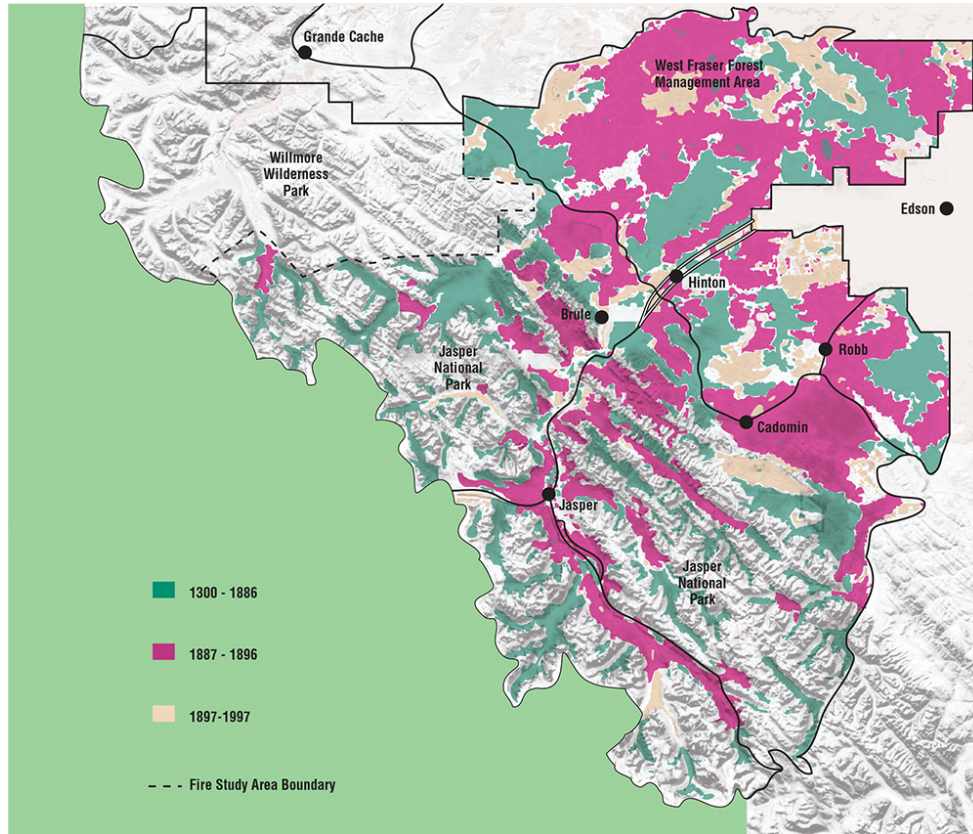 Grande Cache
West Fraser Forest
Management Area
Willmore
Wilderness
Park
Edson
Hinton
Brule
Robb
Jasper
National
Park
Cadomin
Jasper
Jasper
National
Park
1300 - 1886
1887 - 1896
1897-1997
Fire Study Area Boundary